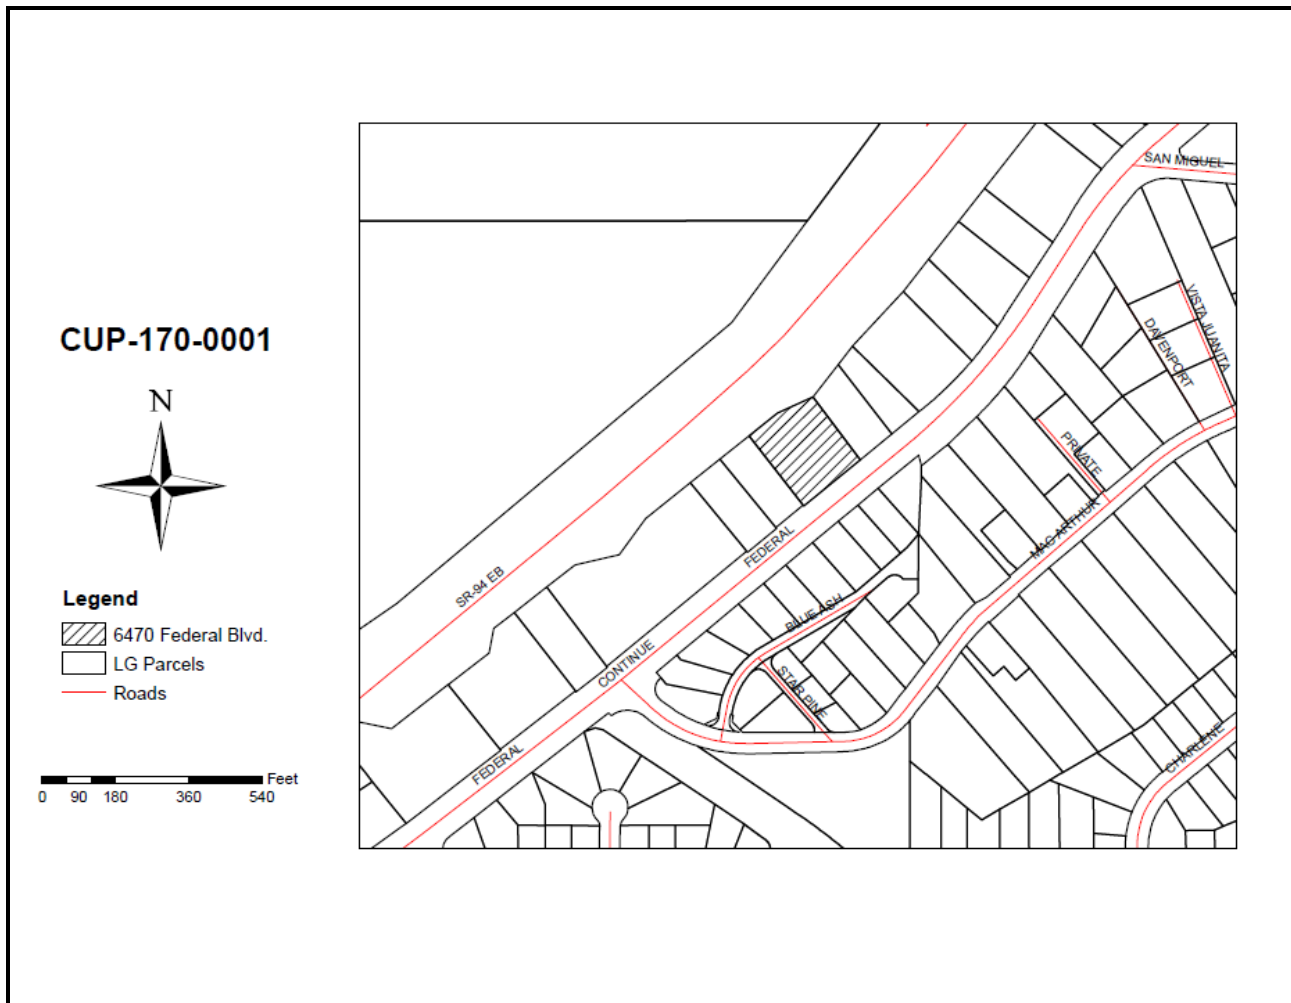 CUP-170-0001
N
Legend
6470 Federal Blvd.
LG Parcels
Roads
Feet
0 90 180 360 540
SAN MIGUEL
VISTA JUANITA
DAVENPORT
PRIVATE
MAC ARTHUR
FEDERAL
SR-94 EB
BLUE ASH
CONTINUE
STAR PINE
FEDERAL
CHARLENE